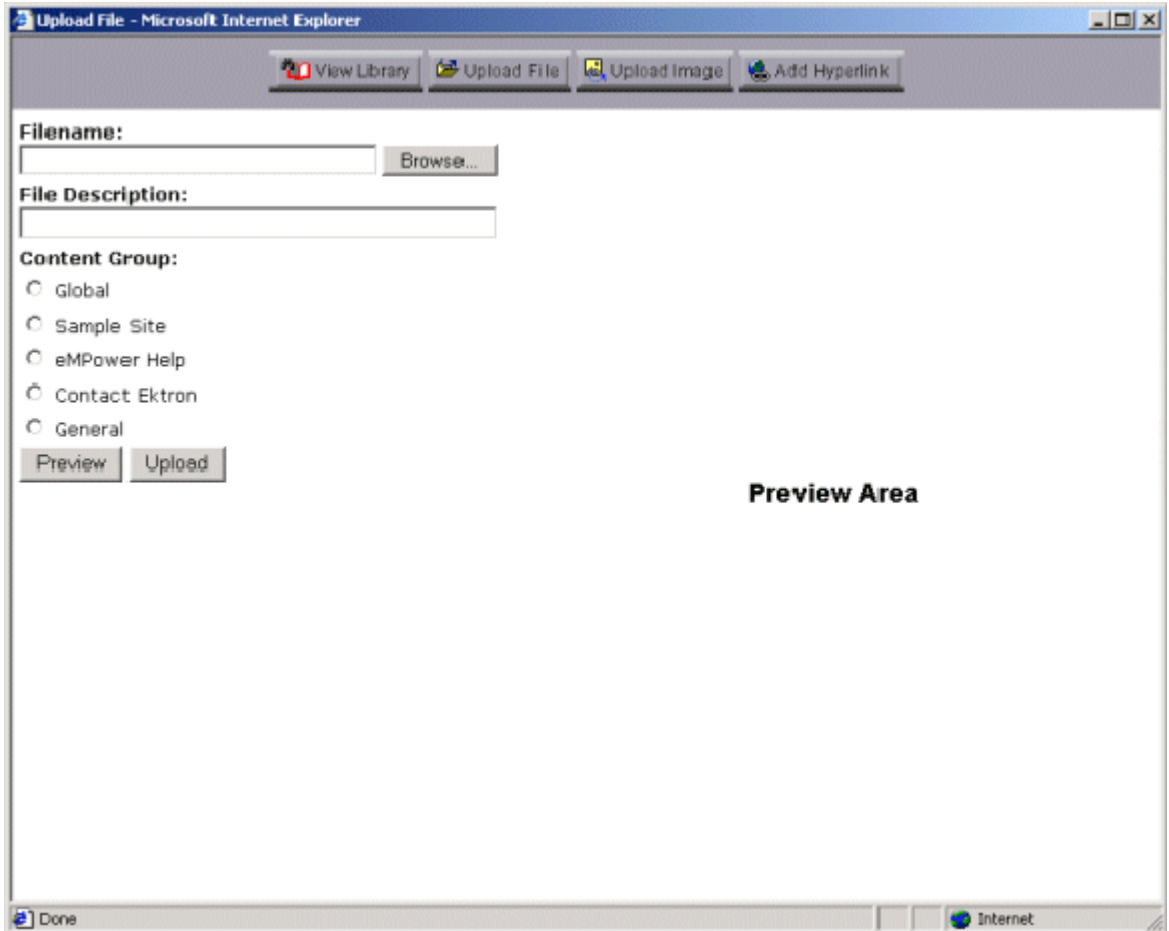 Upload File - Microsoft Internet Explorer
View Library Upload File Upload Image Add Hyperlink
Filename:
Browse...
File Description:
Content Group:
Global
Sample Site
eMPower Help
Contact Ektron
General
Preview Upload
Preview Area
Done Internet